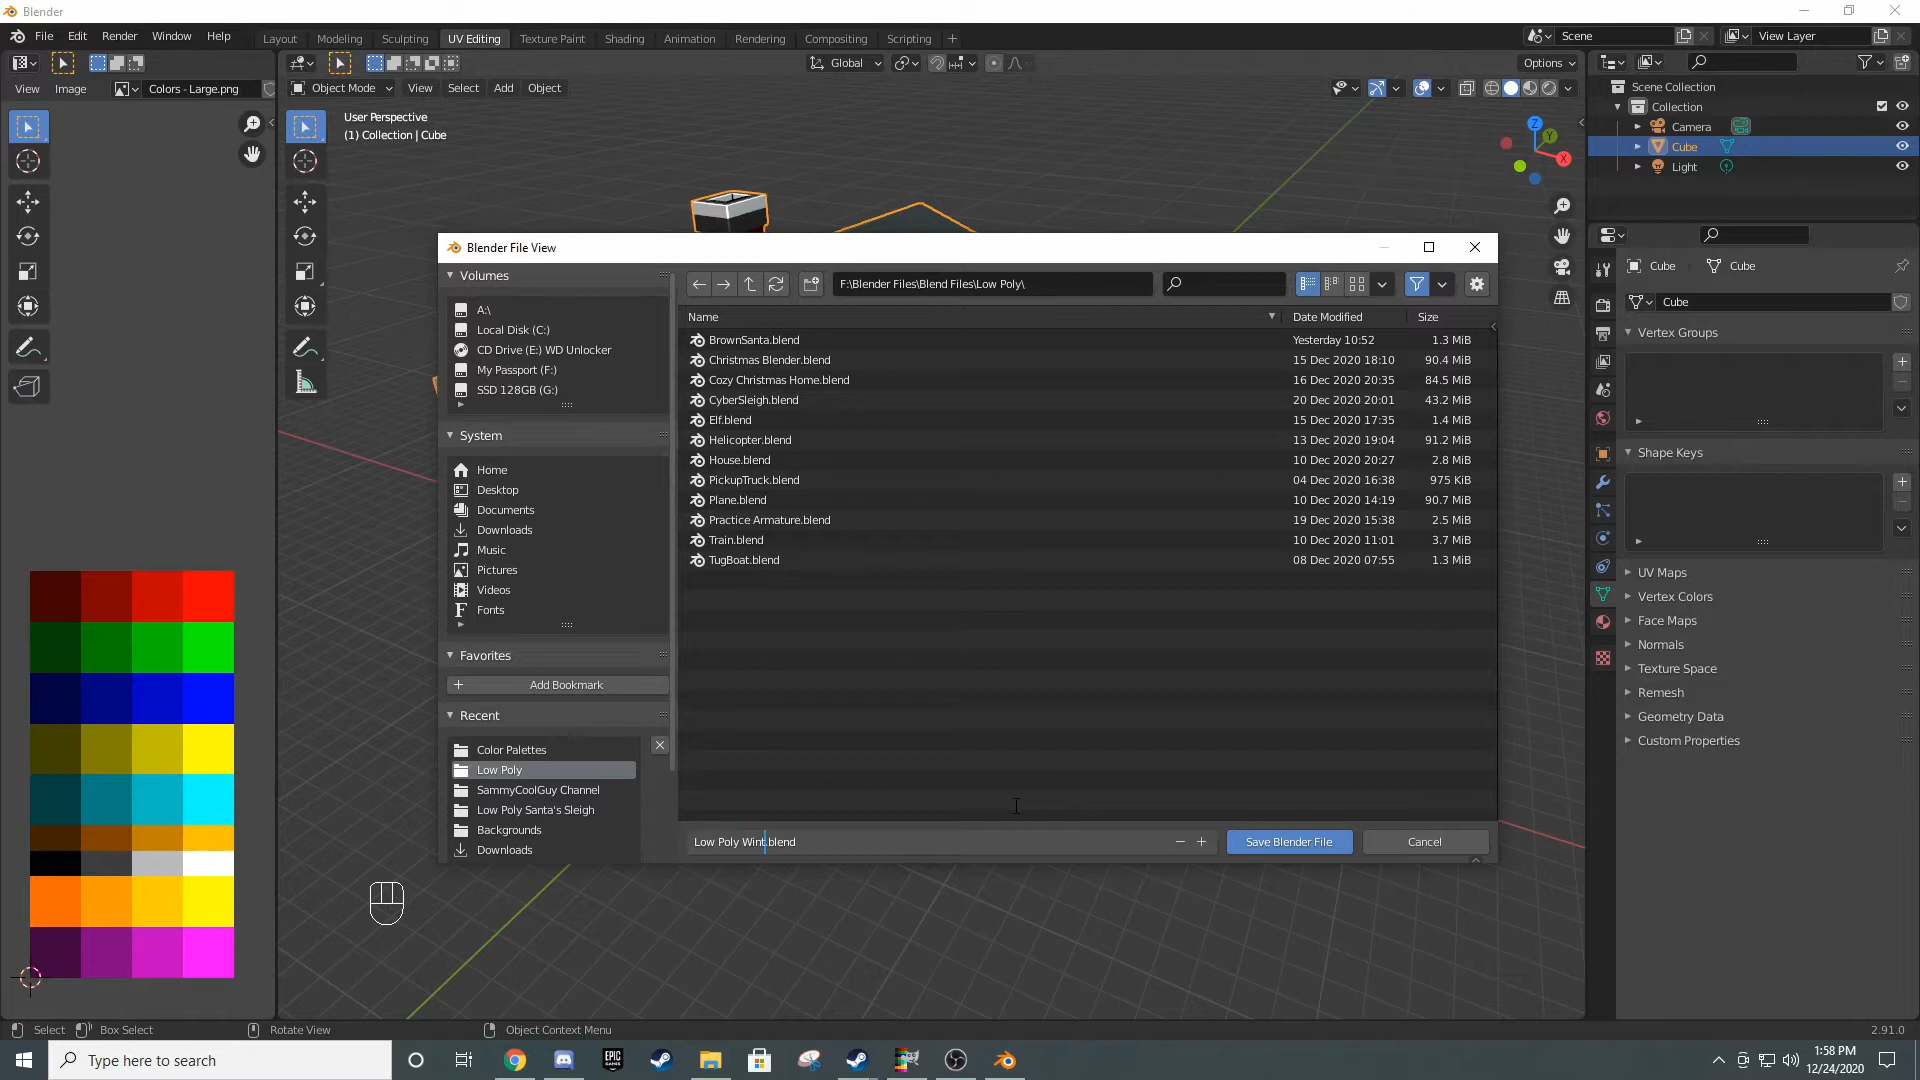 Blender
File Edit Render Window Help
Layout Modeling Sculpting UV Editing Texture Paint Shading Animation Rendering Compositing Scripting +
Scene
View Layer
Global
Options
View Image
Colors - Large.png
Object Mode View Select Add Object
User Perspective
(1) Collection | Cube
Z
Y
X
Scene Collection
Collection
Camera
Cube
Light
Cube
Cube
Cube
Vertex Groups
Shape Keys
UV Maps
Vertex Colors
Face Maps
Normals
Texture Space
Remesh
Geometry Data
Custom Properties
Blender File View
Volumes
A:\
Local Disk (C:)
CD Drive (E:) WD Unlocker
My Passport (F:)
SSD 128GB (G:)
System
Home
Desktop
Documents
Downloads
Music
Pictures
Videos
Fonts
Favorites
Add Bookmark
Recent
Color Palettes
Low Poly
SammyCoolGuy Channel
Low Poly Santa's Sleigh
Backgrounds
Downloads
F:\Blender Files\Blend Files\Low Poly\
Name Date Modified Size
BrownSanta.blend Yesterday 10:52 1.3 MiB
Christmas Blender.blend 15 Dec 2020 18:10 90.4 MiB
Cozy Christmas Home.blend 16 Dec 2020 20:35 84.5 MiB
CyberSleigh.blend 20 Dec 2020 20:01 43.2 MiB
Elf.blend 15 Dec 2020 17:35 1.4 MiB
Helicopter.blend 13 Dec 2020 19:04 91.2 MiB
House.blend 10 Dec 2020 20:27 2.8 MiB
PickupTruck.blend 04 Dec 2020 16:38 975 KiB
Plane.blend 10 Dec 2020 14:19 90.7 MiB
Practice Armature.blend 19 Dec 2020 15:38 2.5 MiB
Train.blend 10 Dec 2020 11:01 3.7 MiB
TugBoat.blend 08 Dec 2020 07:55 1.3 MiB
Low Poly Wint.blend
Save Blender File
Cancel
Select Box Select Rotate View Object Context Menu
2.91.0
Type here to search
EPIC GAMES
1:58 PM
12/24/2020